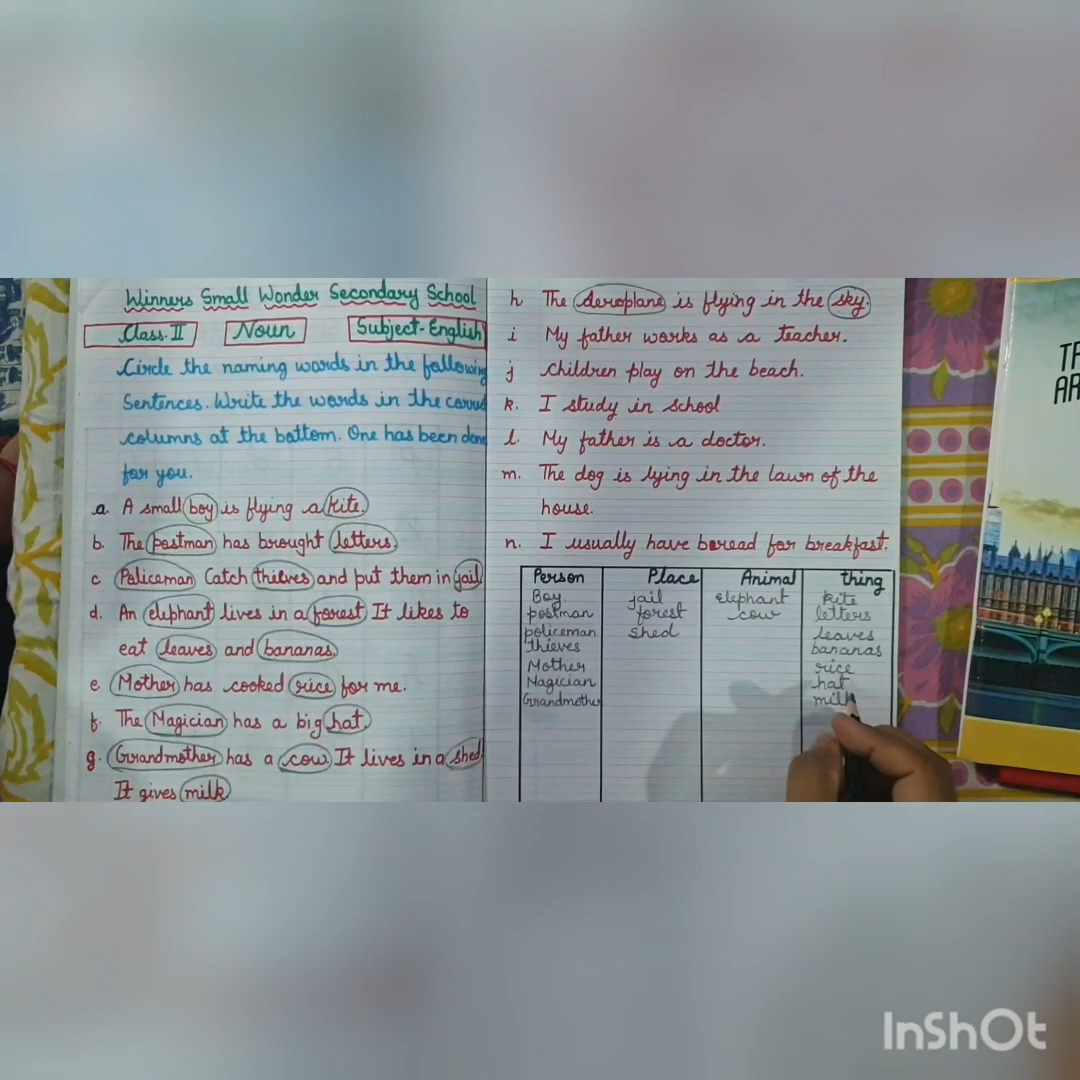 Winners Small Wonder Secondary School
Class-II Noun Subject-English
Circle the naming words in the following
Sentences. Write the words in the
columns at the bottom. One has been done
for you.
a. A small boy is flying a kite.
b. The postman has brought letters.
c Policeman Catch thieves and put them in jail
d. An elephant lives in a forest It likes to
eat leaves and bananas.
e. Mother has cooked rice for me.
f. The Magician has a big hat.
g. Grandmother has a cow. It lives in a shed
It gives milk
h The aeroplane is flying in the sky.
i My father works as a teacher.
j children play on the beach.
k. I study in school
l. My father is a doctor.
m. The dog is lying in the lawn of the
house.
n. I usually have bread for breakfast.
Person Place Animal thing
Boy jail elephant kite
postman forest cow letters
policeman shed leaves
thieves bananas
Mother rice
Magician hat
Grandmother milk
InShOt